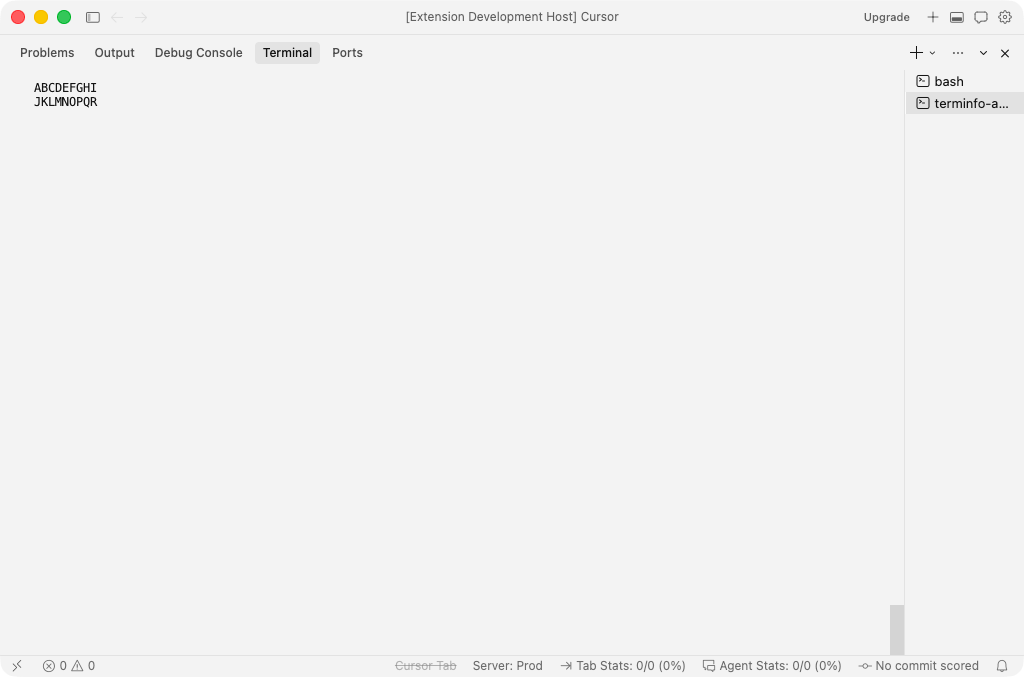 [Extension Development Host] Cursor
Upgrade
Problems Output Debug Console Terminal Ports
ABCDEFGHI
JKLMNOPQR
bash
terminfo-a...
0 0 Cursor Tab Server: Prod Tab Stats: 0/0 (0%) Agent Stats: 0/0 (0%) No commit scored